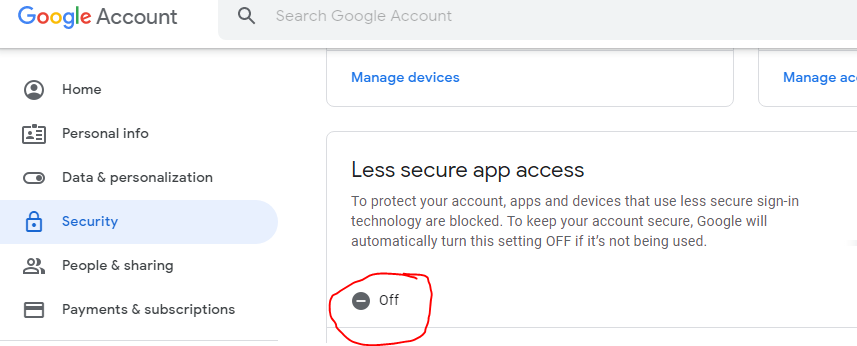 Google Account
Search Google Account
Home
Personal info
Data & personalization
Security
People & sharing
Payments & subscriptions
Manage devices
Manage acc
Less secure app access
To protect your account, apps and devices that use less secure sign-in
technology are blocked. To keep your account secure, Google will
automatically turn this setting OFF if it's not being used.
Off